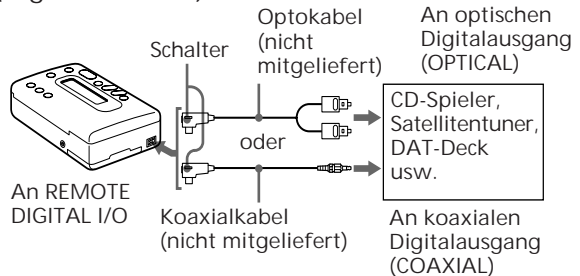 Schalter
Optokabel
(nicht
mitgeliefert)
An optischen
Digitalausgang
(OPTICAL)
oder
CD-Spieler,
Satellitentuner,
DAT-Deck
usw.
An REMOTE
DIGITAL I/O
Koaxialkabel
(nicht mitgeliefert)
An koaxialen
Digitalausgang
(COAXIAL)